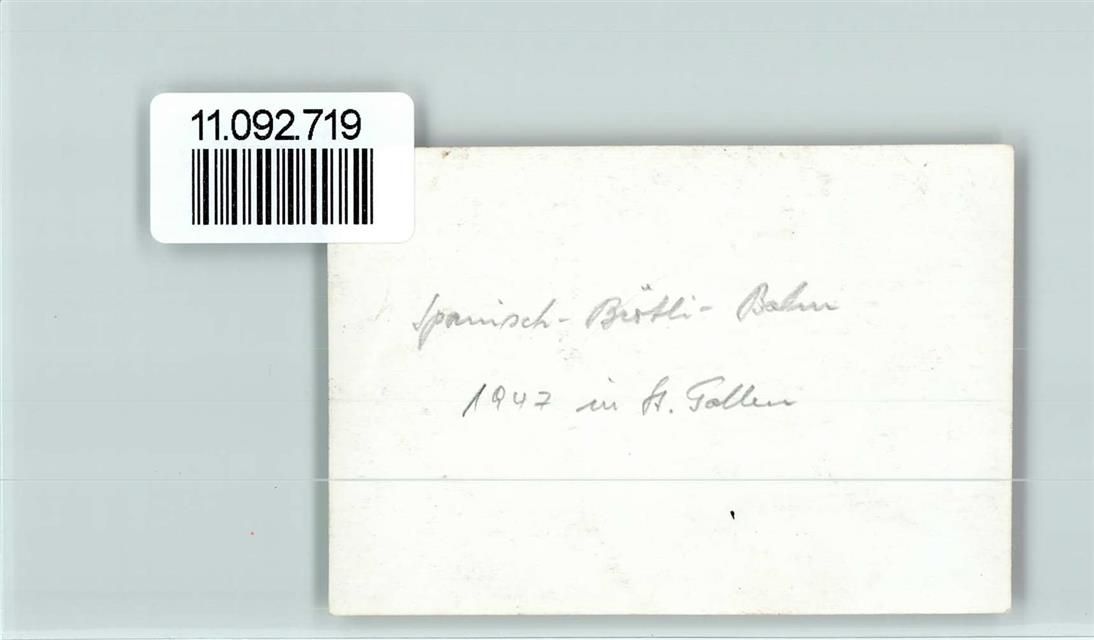 11.092.719
Spanisch-Brötli-Bahn
1947 in St. Gallen